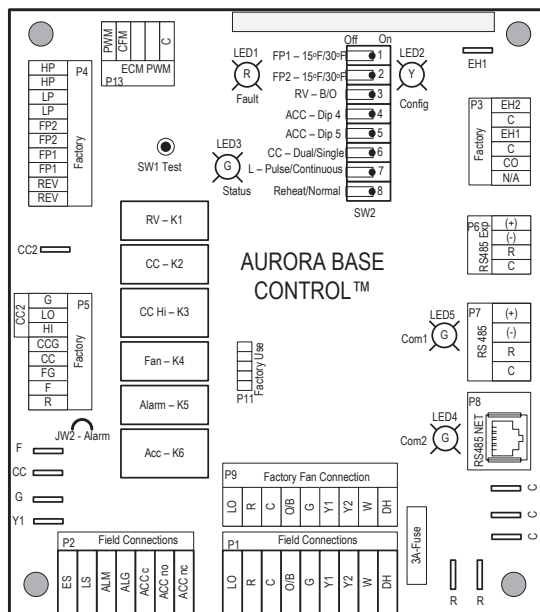 PWM
CFM
C
ECM PWM
P13
LED1
R
Fault
Off
On
FP1 – 15ºF/30ºF
1
FP2 – 15ºF/30ºF
2
RV – B/O
3
ACC – Dip 4
4
ACC – Dip 5
5
CC – Dual/Single
6
L – Pulse/Continuous
7
Reheat/Normal
8
SW2
LED2
Y
Config
EH1
HP
HP
LP
LP
FP2
FP2
FP1
FP1
REV
REV
P4
Factory
SW1 Test
LED3
G
Status
P3
Factory
EH2
C
EH1
C
CO
N/A
RV – K1
CC – K2
CC Hi – K3
Fan – K4
Alarm – K5
Acc – K6
AURORA BASE
CONTROL™
P6
RS485 Exp
(+)
(-)
R
C
CC2
CC2
G
LO
HI
CCG
CC
FG
F
R
P5
Factory
JW2 - Alarm
Factory Use
P11
LED5
Com1
G
P7
RS 485
(+)
(-)
R
C
LED4
Com2
G
P8
RS485 NET
F
CC
G
Y1
P9
Factory Fan Connection
LO
R
C
O/B
G
Y1
Y2
W
DH
P2
Field Connections
ES
LS
ALM
ALG
ACC c
ACC no
ACC nc
P1
Field Connections
LO
R
C
O/B
G
Y1
Y2
W
DH
3A-Fuse
C
C
C
R
R